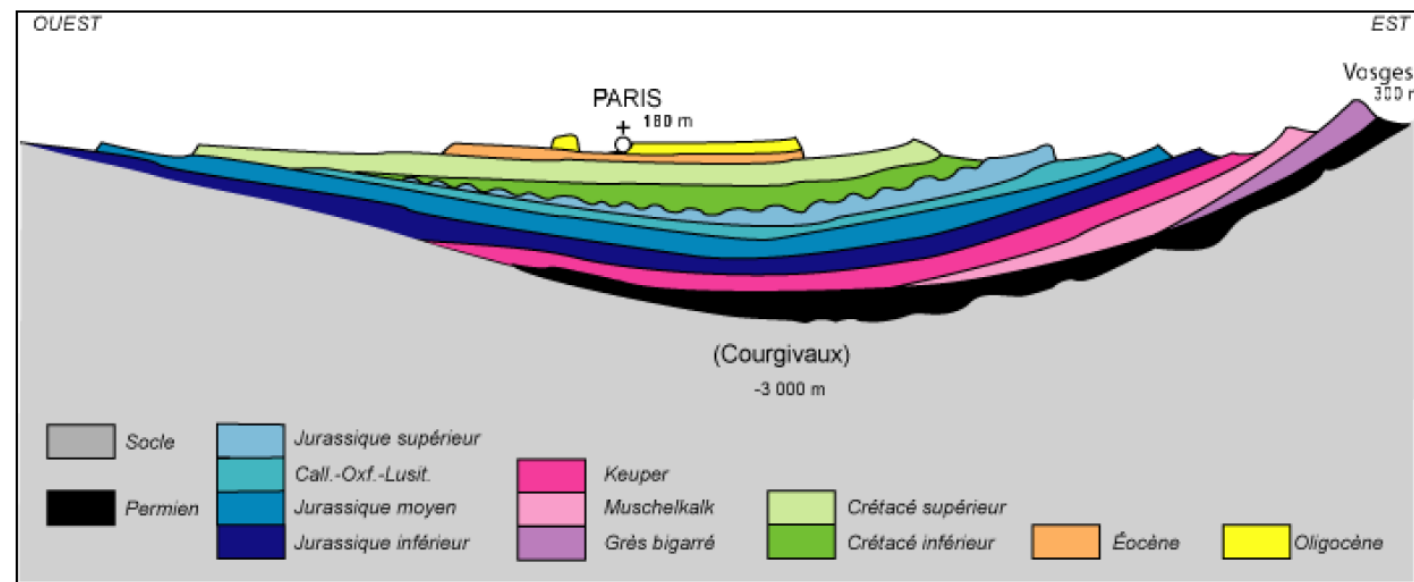 OUEST
EST
Vosges
300 m
PARIS
180 m
(Courgivaux)
-3 000 m
Socle
Permien
Jurassique supérieur
Call.-Oxf.-Lusit.
Jurassique moyen
Jurassique inférieur
Keuper
Muschelkalk
Grès bigarré
Crétacé supérieur
Crétacé inférieur
Éocène
Oligocène